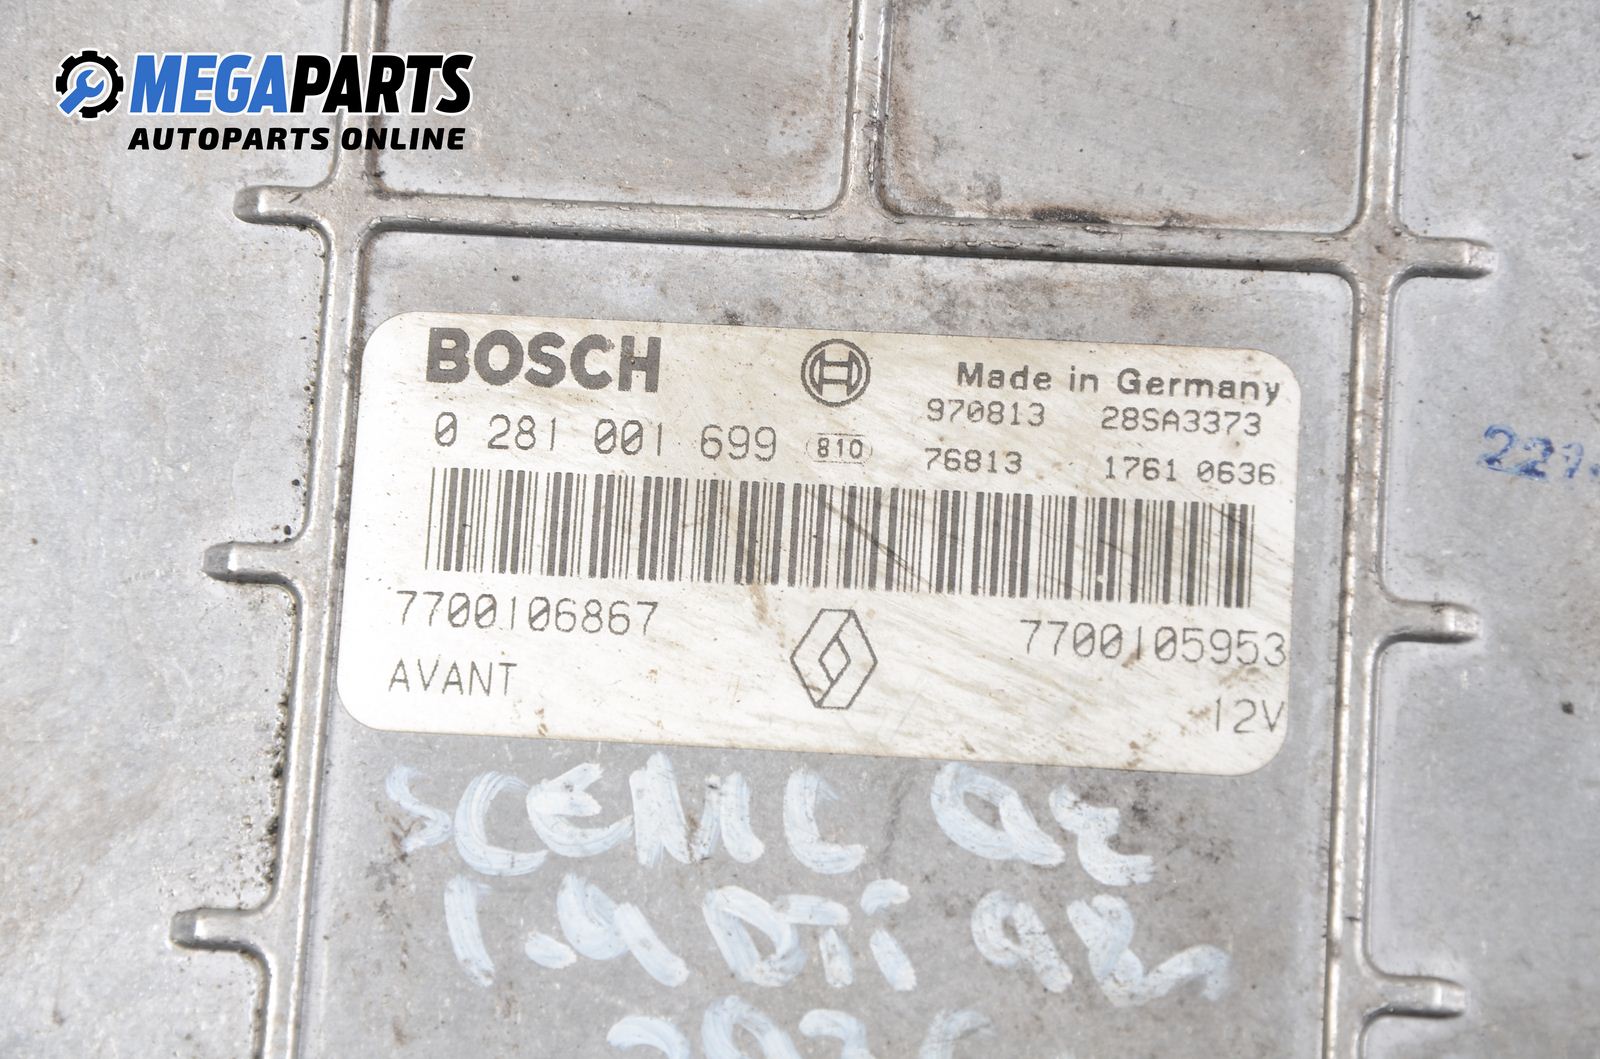 MEGAPARTS
AUTOPARTS ONLINE
BOSCH
Made in Germany
0 281 001 699 810
970813 28SA3373
76813 1761 0636
7700106867
7700105953
AVANT
12V
SCENIC
1.9 DTi